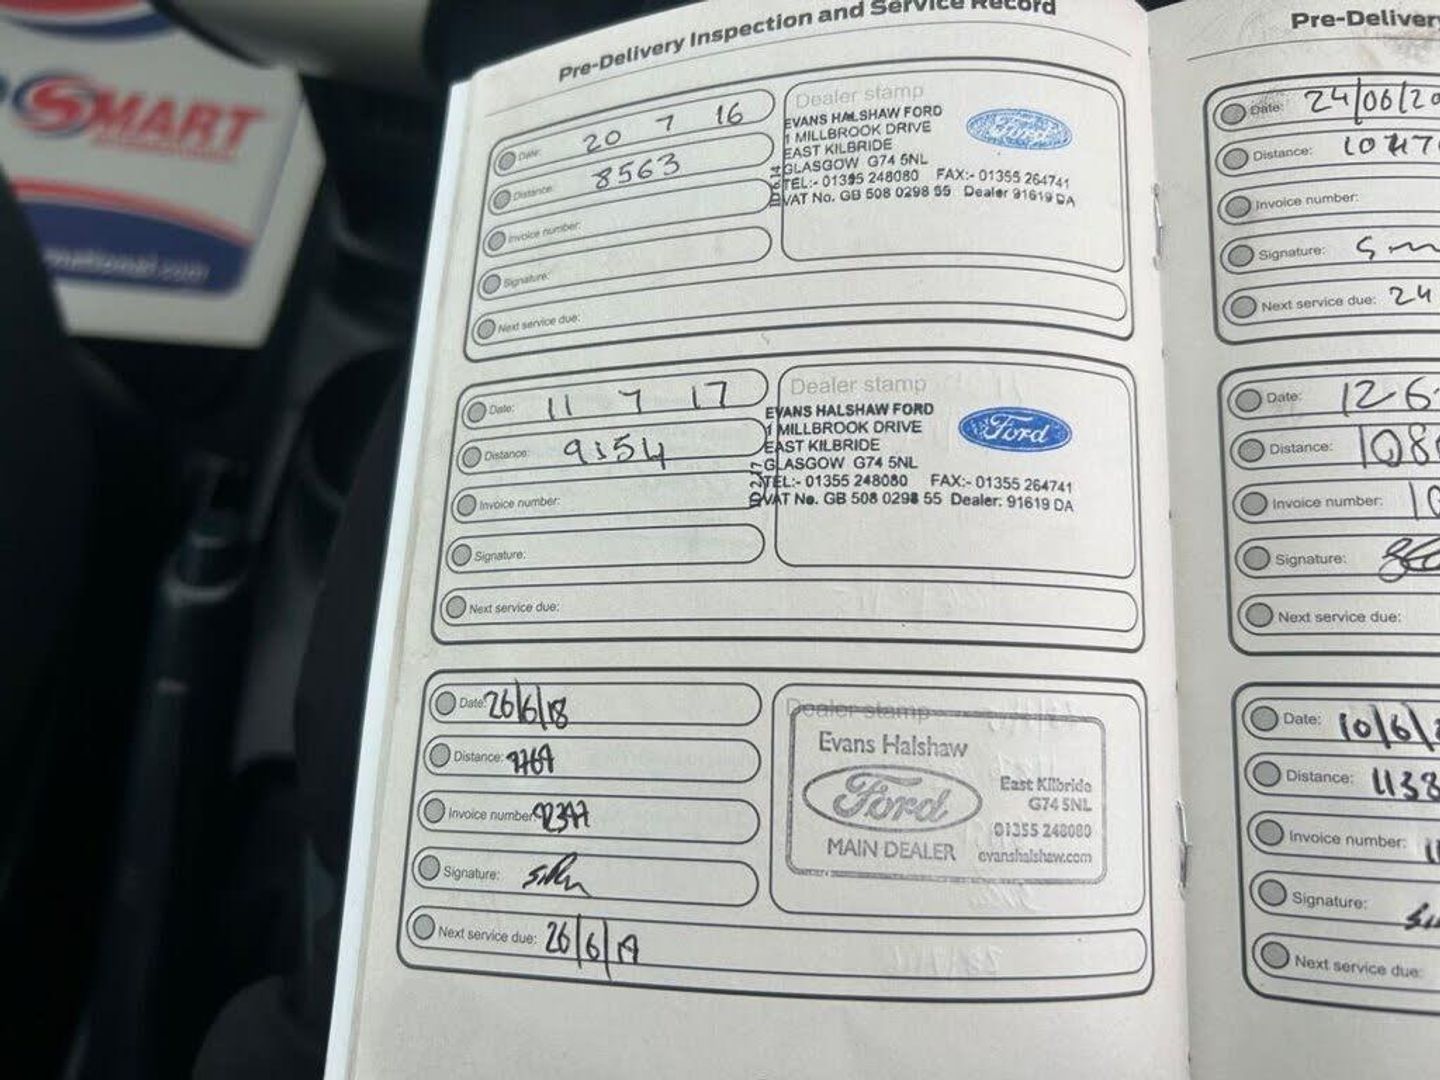 SMART
Pre-Delivery Inspection and Service Record
Date: 20 7 16
Distance: 8563
Invoice number:
Signature:
Next service due:
Dealer stamp
EVANS HALSHAW FORD
1 MILLBROOK DRIVE
EAST KILBRIDE
GLASGOW G74 5NL
TEL:- 01355 248080 FAX:- 01355 264741
VAT No. GB 508 0298 55 Dealer 91619 DA
Ford
Date: 11 7 17
Distance: 9154
Invoice number:
Signature:
Next service due:
Dealer stamp
EVANS HALSHAW FORD
1 MILLBROOK DRIVE
EAST KILBRIDE
GLASGOW G74 5NL
TEL:- 01355 248080 FAX:- 01355 264741
VAT No. GB 508 0298 55 Dealer: 91619 DA
Ford
Date: 26/6/18
Distance:
Invoice number:
Signature:
Next service due: 26/6/19
Dealer stamp
Evans Halshaw
Ford
MAIN DEALER
East Kilbride
G74 5NL
01355 248080
evanshalshaw.com
Pre-Delivery
Date: 24/06/20
Distance:
Invoice number:
Signature:
Next service due: 24
Date: 12 6
Distance: 108
Invoice number: 10
Signature:
Next service due:
Date: 10/6/
Distance: 1138
Invoice number:
Signature:
Next service due: